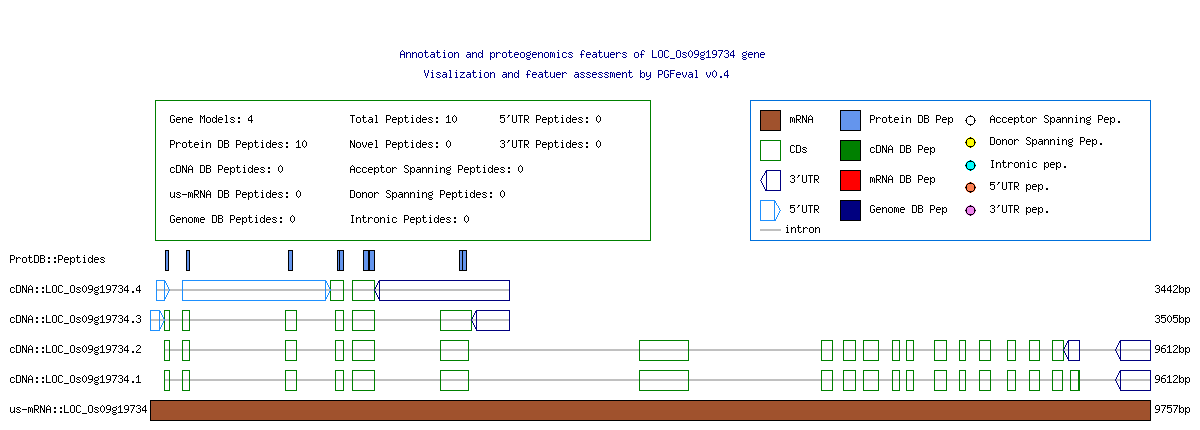 Annotation and proteogenomics featuers of LOC_Os09g19734 gene
Visalization and featuer assessment by PGFeval v0.4
Gene Models: 4 Total Peptides: 10 5'UTR Peptides: 0
Protein DB Peptides: 10 Novel Peptides: 0 3'UTR Peptides: 0
cDNA DB Peptides: 0 Acceptor Spanning Peptides: 0
us-mRNA DB Peptides: 0 Donor Spanning Peptides: 0
Genome DB Peptides: 0 Intronic Peptides: 0
mRNA Protein DB Pep Acceptor Spanning Pep.
CDs cDNA DB Pep Donor Spanning Pep.
3'UTR mRNA DB Pep Intronic pep.
5'UTR Genome DB Pep 5'UTR pep.
intron 3'UTR pep.
ProtDB::Peptides
cDNA::LOC_Os09g19734.4 3442bp
cDNA::LOC_Os09g19734.3 3505bp
cDNA::LOC_Os09g19734.2 9612bp
cDNA::LOC_Os09g19734.1 9612bp
us-mRNA::LOC_Os09g19734 9757bp